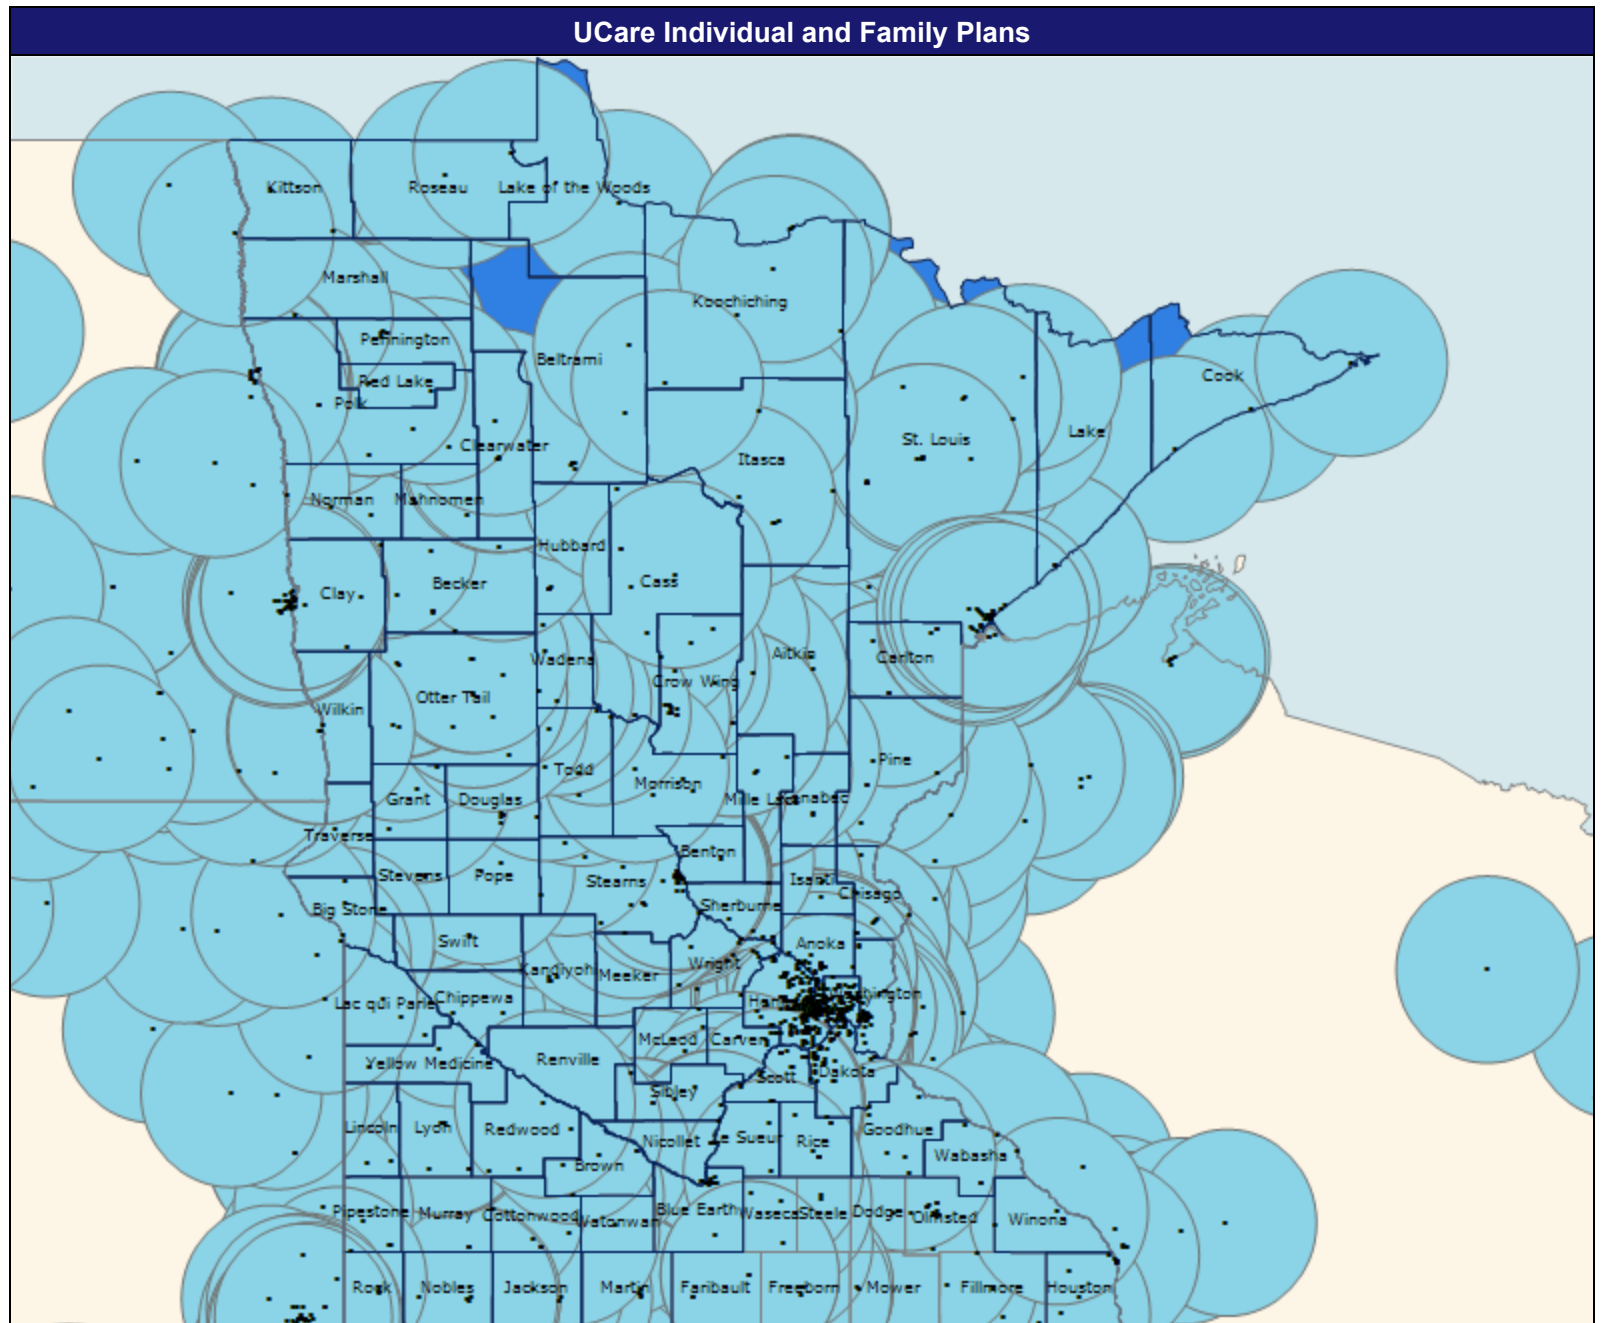 UCare Individual and Family Plans
Kittson
Roseau
Lake of the Woods
Marshall
Koochiching
Pennington
Beltrami
Red Lake
Cook
Polk
Clearwater
St. Louis
Lake
Itasca
Norman
Mahnomen
Hubbard
Clay
Becker
Cass
Wadena
Aitkin
Carlton
Crow Wing
Otter Tail
Wilkin
Pine
Todd
Morrison
Grant
Douglas
Mille Lacs
Kanabec
Traverse
Benton
Stevens
Pope
Stearns
Isanti
Chisago
Big Stone
Sherburne
Swift
Anoka
Kandiyohi
Meeker
Wright
Lac qui Parle
Chippewa
McLeod
Carver
Renville
Yellow Medicine
Scott
Dakota
Sibley
Lincoln
Lyon
Redwood
Nicollet
Le Sueur
Rice
Goodhue
Wabasha
Brown
Pipestone
Murray
Cottonwood
Watonwan
Blue Earth
Waseca
Steele
Dodge
Olmsted
Winona
Rock
Nobles
Jackson
Martin
Faribault
Freeborn
Mower
Fillmore
Houston